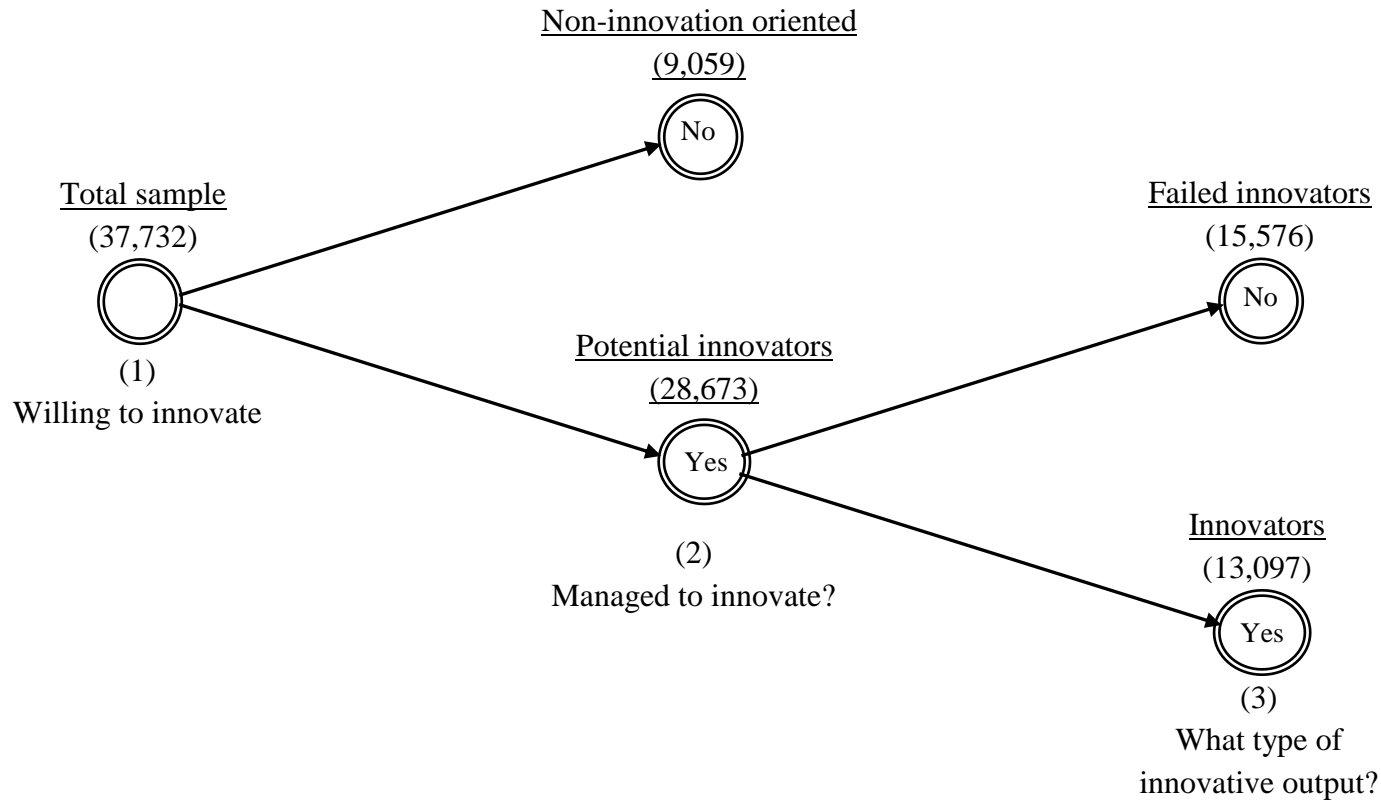 Non-innovation oriented
(9,059)
No
Total sample
(37,732)
(1)
Willing to innovate
Failed innovators
(15,576)
No
Potential innovators
(28,673)
Yes
(2)
Managed to innovate?
Innovators
(13,097)
Yes
(3)
What type of
innovative output?